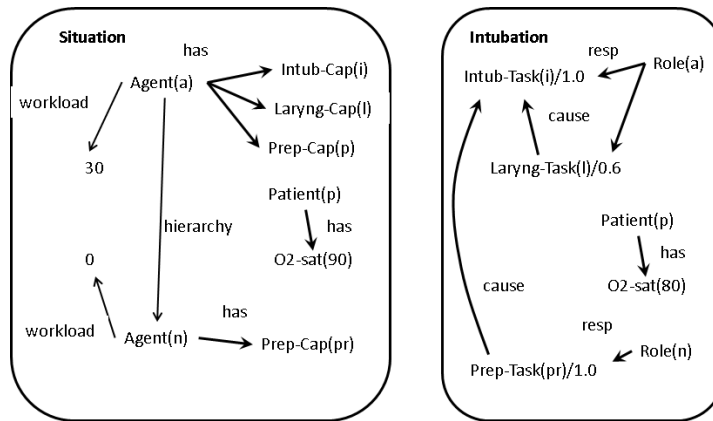 Situation
has
Agent(a)
Intub-Cap(i)
workload
Laryng-Cap(l)
Prep-Cap(p)
30
Patient(p)
hierarchy
has
0
O2-sat(90)
workload
has
Agent(n)
Prep-Cap(pr)
Intubation
resp
Role(a)
Intub-Task(i)/1.0
cause
Laryng-Task(l)/0.6
Patient(p)
has
O2-sat(80)
cause
resp
Role(n)
Prep-Task(pr)/1.0